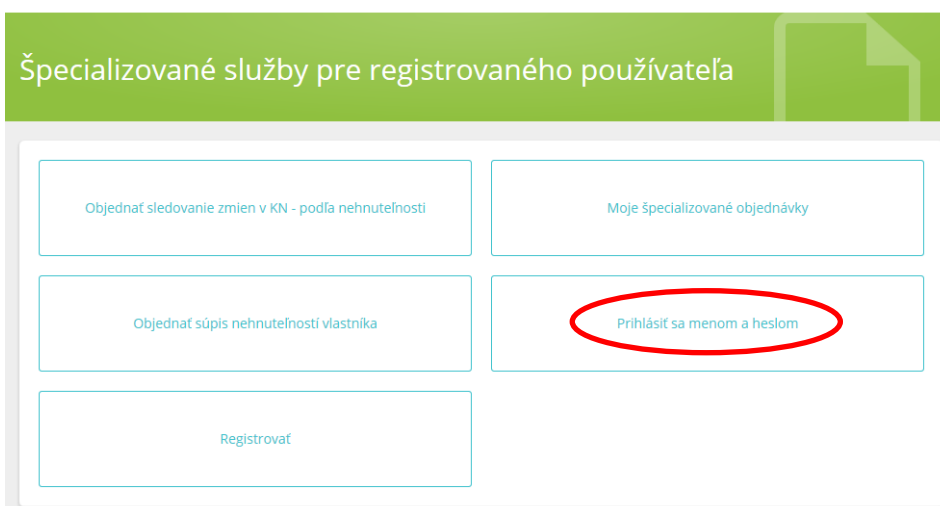 Špecializované služby pre registrovaného používateľa
Objednať sledovanie zmien v KN - podľa nehnuteľnosti
Moje špecializované objednávky
Objednať súpis nehnuteľností vlastníka
Prihlásiť sa menom a heslom
Registrovať